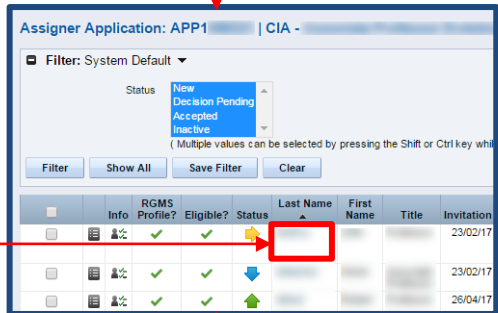 Assigner Application: APP1 | CIA -
Filter: System Default
Status
New
Decision Pending
Accepted
Inactive
( Multiple values can be selected by pressing the Shift or Ctrl key whil
Filter Show All Save Filter Clear
Info RGMS Profile? Eligible? Status Last Name First Name Title Invitation
23/02/17
23/02/17
26/04/17